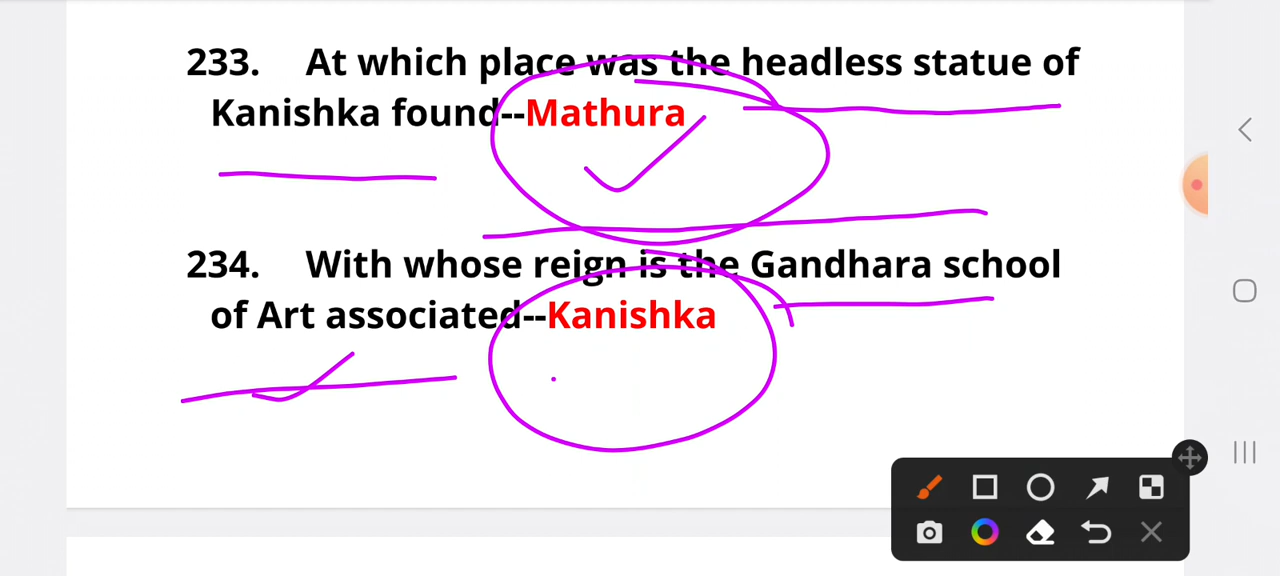 233. At which place was the headless statue of
Kanishka found--Mathura
234. With whose reign is the Gandhara school
of Art associated--Kanishka